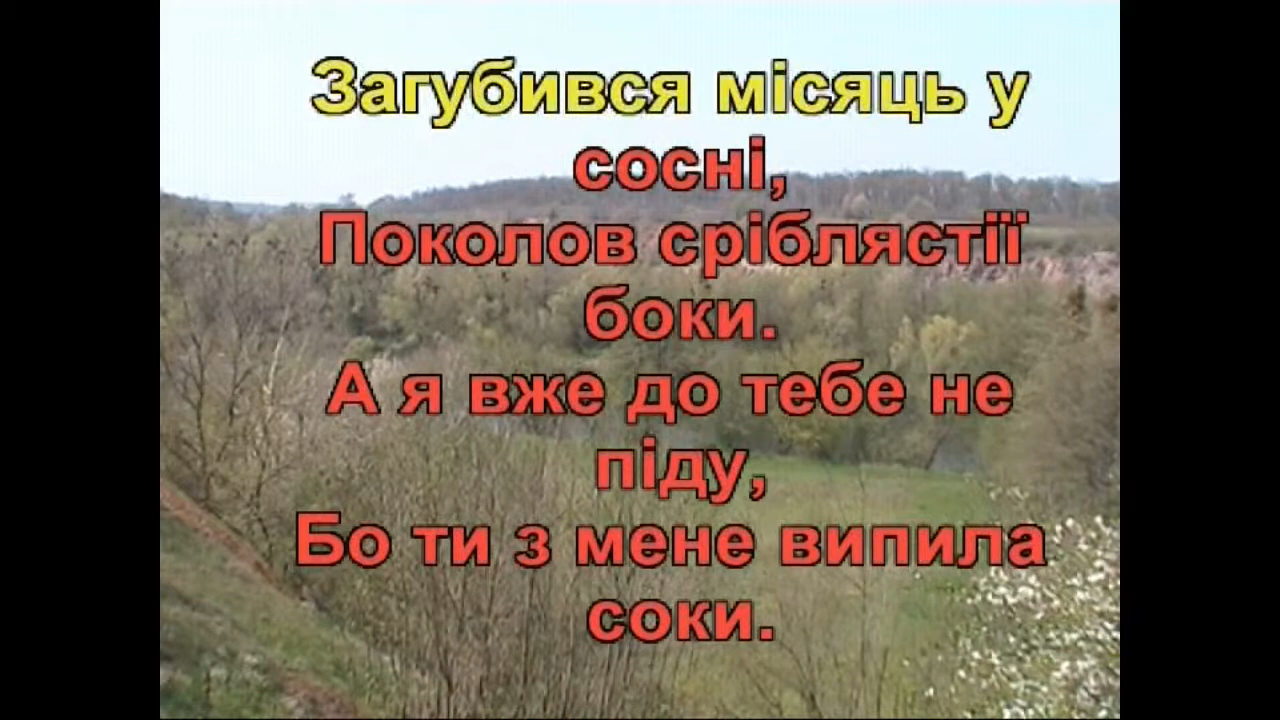 Загубився місяць у
сосні,
Поколов сріблястії
боки.
А я вже до тебе не
піду,
Бо ти з мене випила
соки.